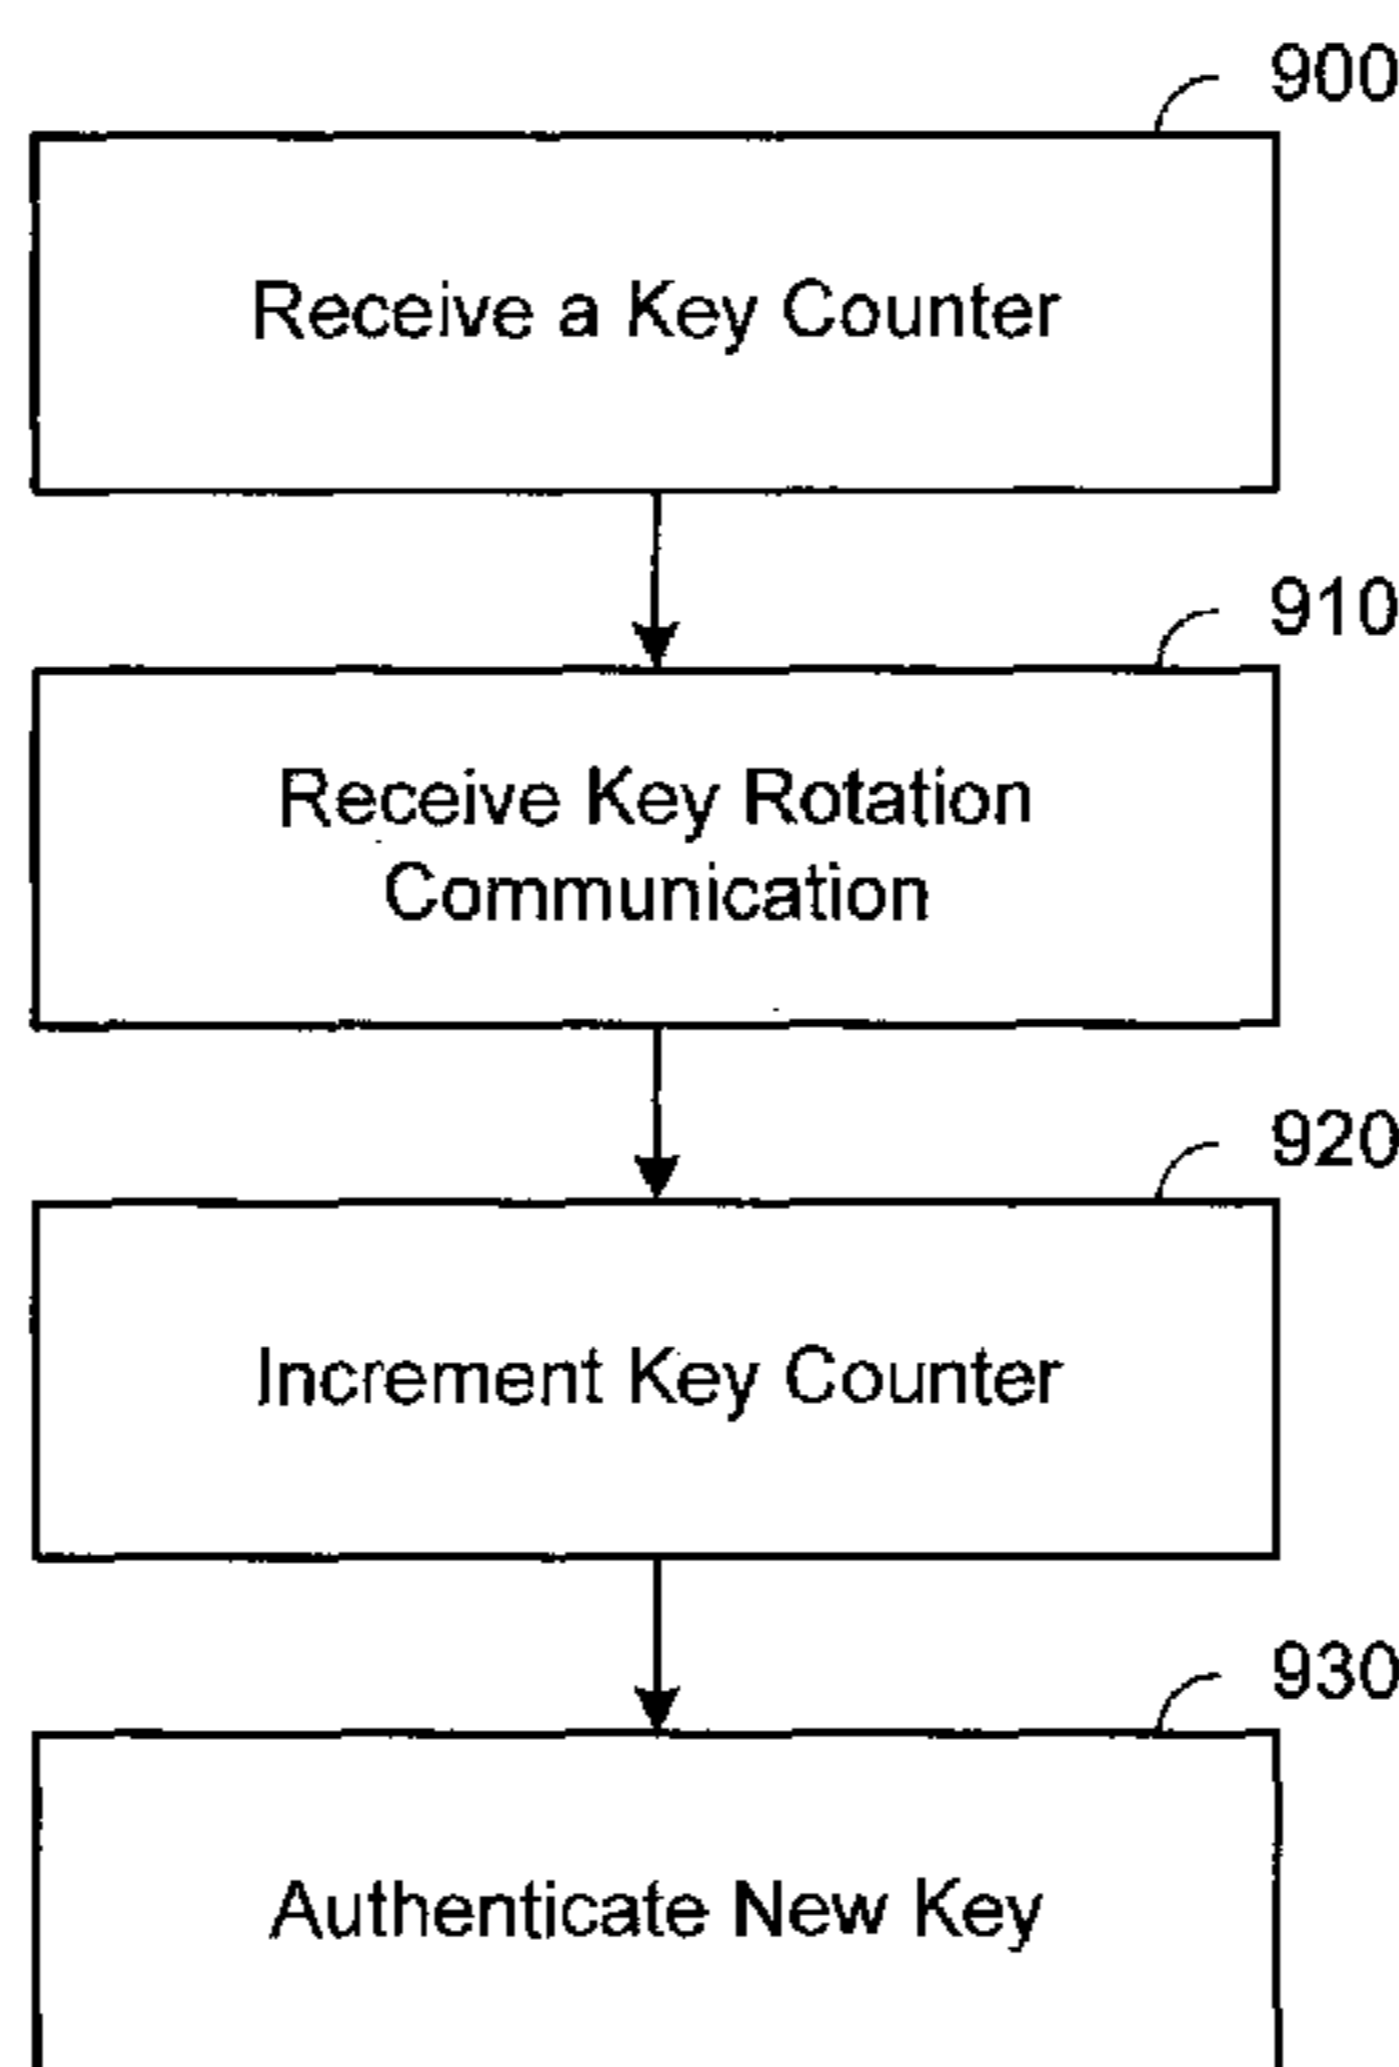 900
Receive a Key Counter
910
Receive Key Rotation
Communication
920
Increment Key Counter
930
Authenticate New Key